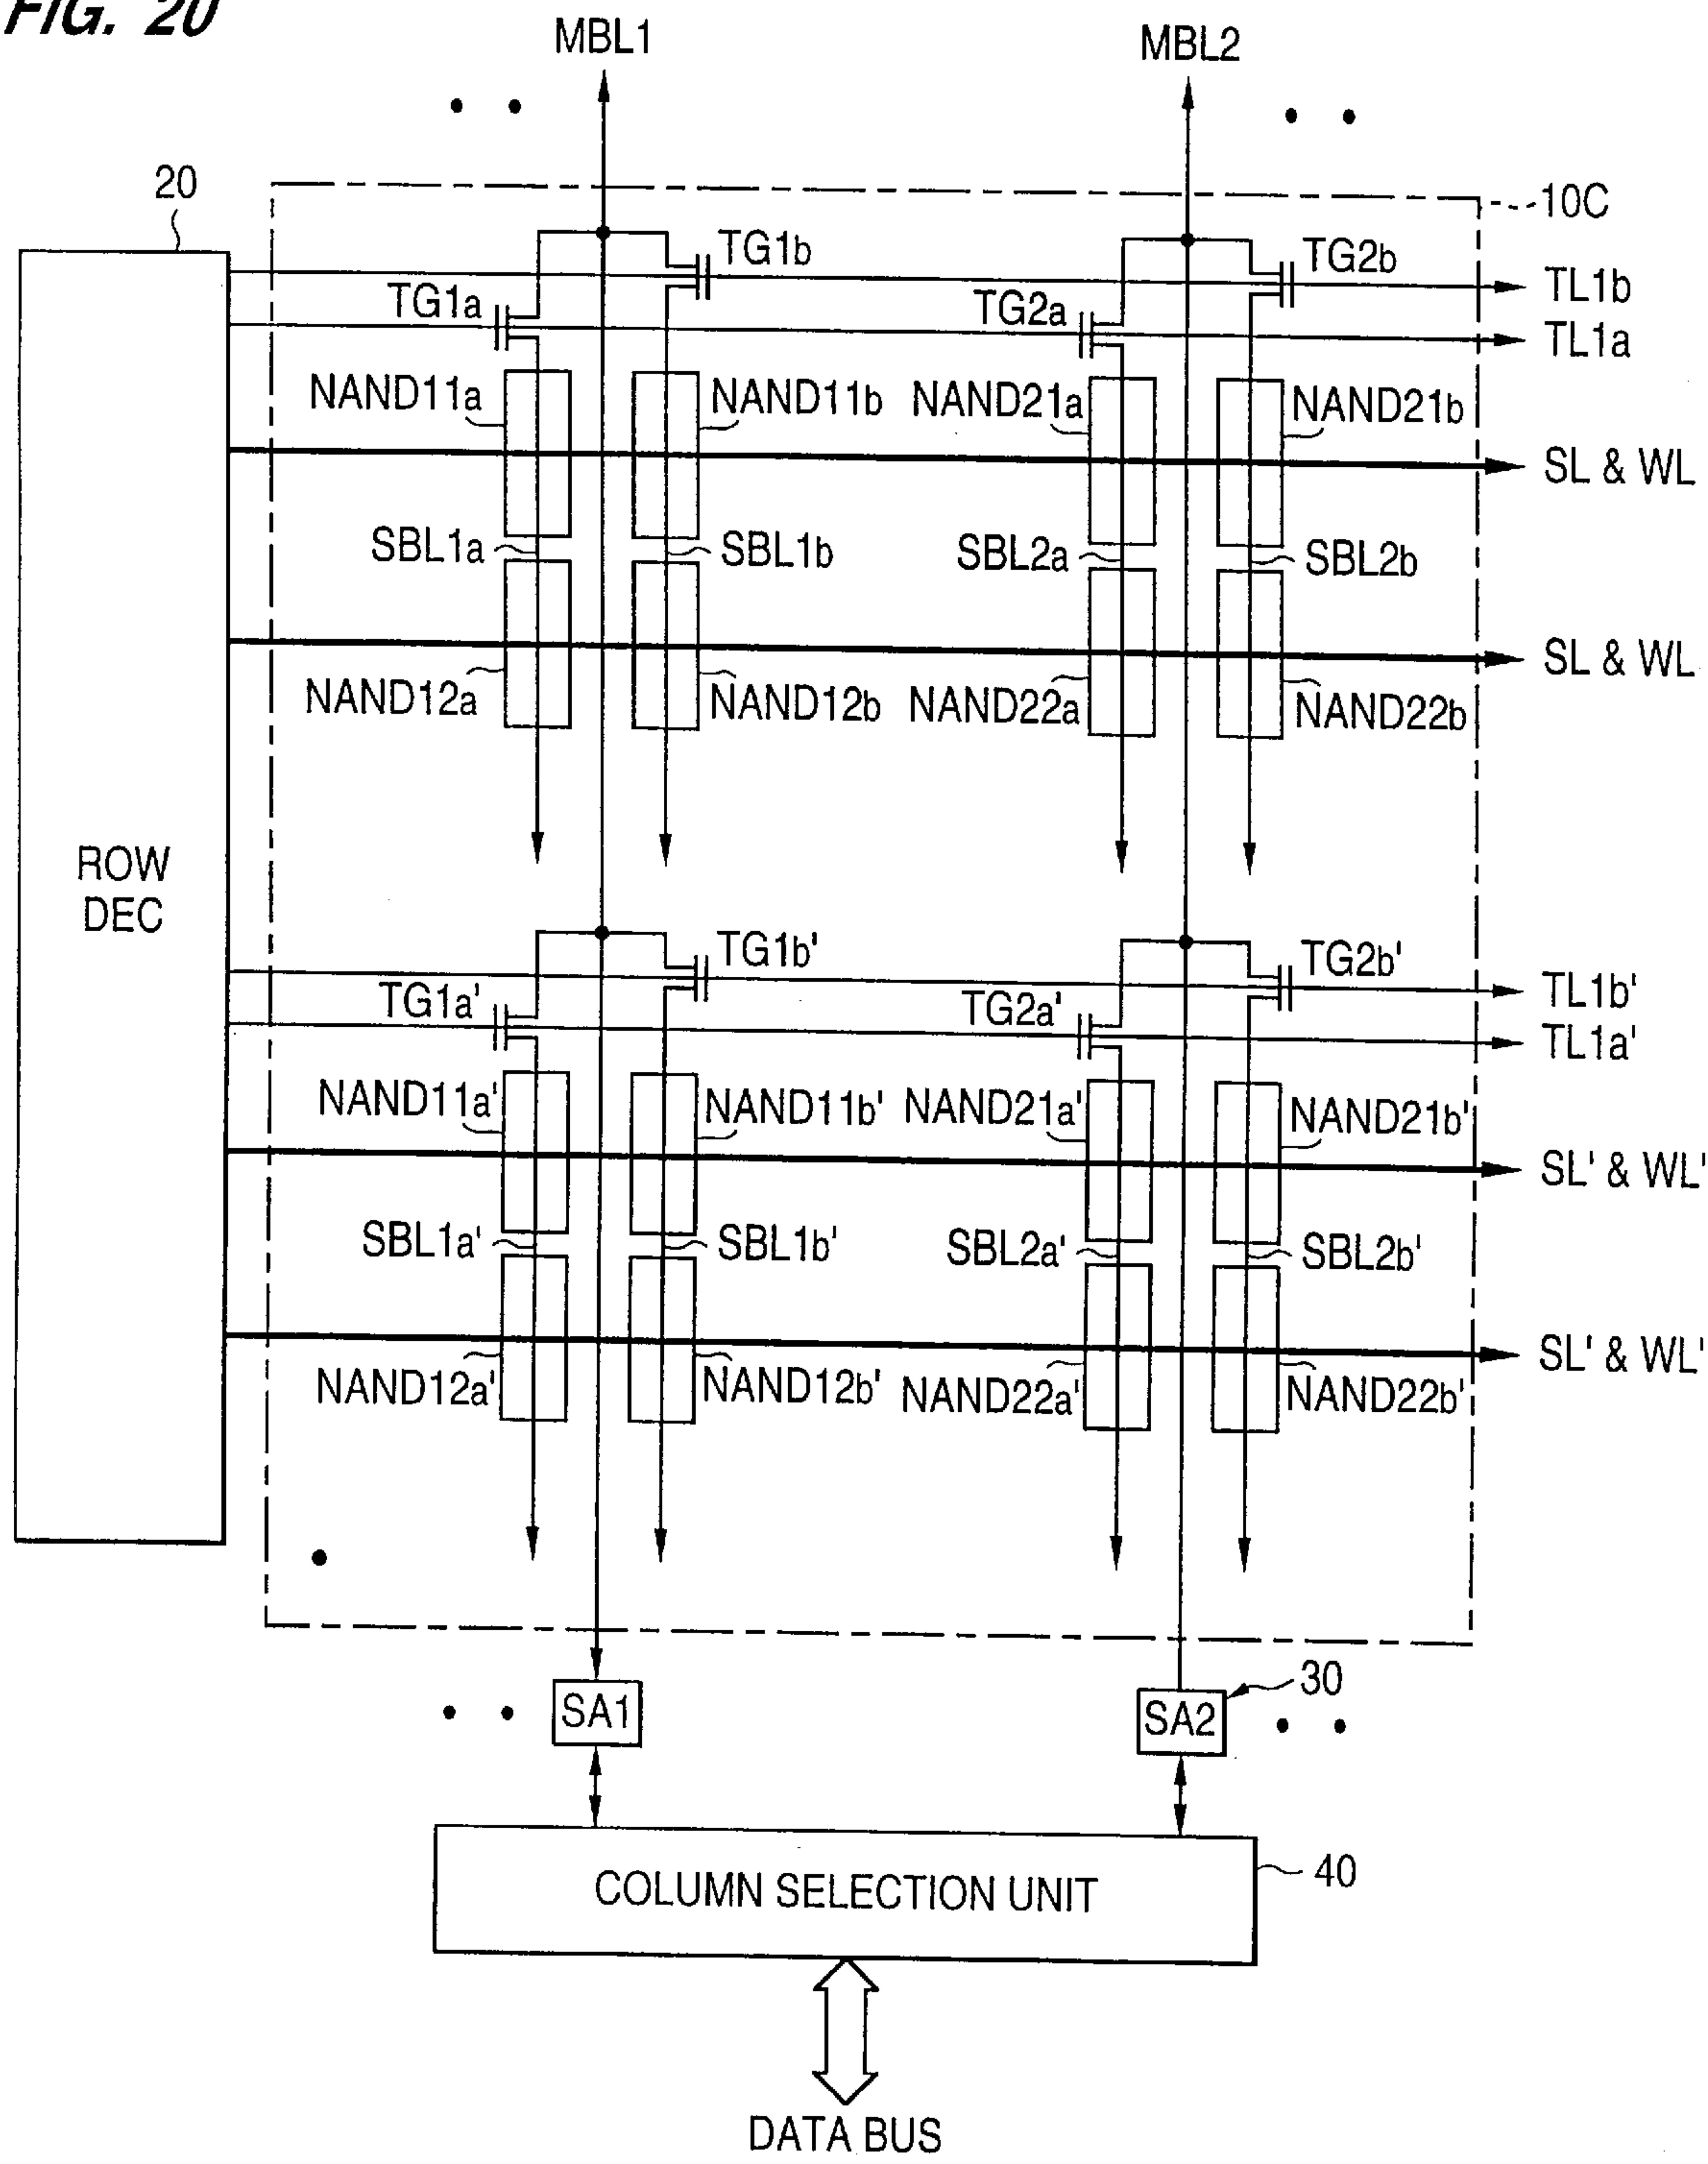 FIG. 20
MBL1
MBL2
20
10C
TG1b
TG2b
TL1b
TG1a
TG2a
TL1a
NAND11a
NAND11b
NAND21a
NAND21b
SL & WL
SBL1a
SBL1b
SBL2a
SBL2b
SL & WL
NAND12a
NAND12b
NAND22a
NAND22b
ROW
DEC
TG1b'
TG2b'
TL1b'
TG1a'
TG2a'
TL1a'
NAND11a'
NAND11b'
NAND21a'
NAND21b'
SL' & WL'
SBL1a'
SBL1b'
SBL2a'
SBL2b'
SL' & WL'
NAND12a'
NAND12b'
NAND22a'
NAND22b'
30
SA1
SA2
COLUMN SELECTION UNIT
40
DATA BUS